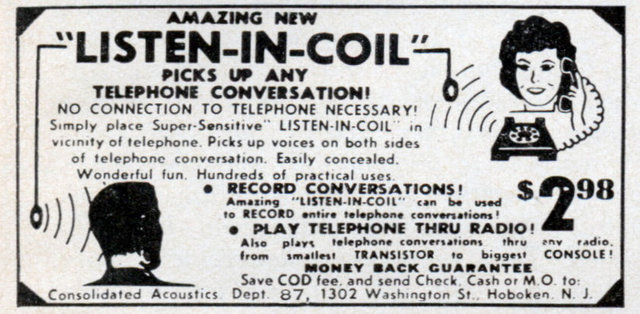 AMAZING NEW
"LISTEN-IN-COIL"
PICKS UP ANY
TELEPHONE CONVERSATION!
NO CONNECTION TO TELEPHONE NECESSARY!
Simply place Super-Sensitive" LISTEN-IN-COIL" in
vicinity of telephone. Picks up voices on both sides
of telephone conversation. Easily concealed.
Wonderful fun. Hundreds of practical uses.
• RECORD CONVERSATIONS!
Amazing "LISTEN-IN-COIL" can be used
to RECORD entire telephone conversations!
$2.98
• PLAY TELEPHONE THRU RADIO!
Also plays telephone conversations thru any radio,
from smallest TRANSISTOR to biggest CONSOLE!
MONEY BACK GUARANTEE
Save COD fee, and send Check, Cash or M.O. to:
Consolidated Acoustics, Dept. 87, 1302 Washington St., Hoboken, N. J.